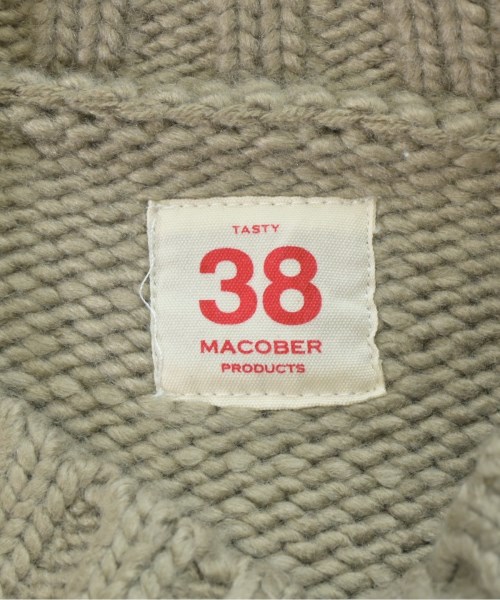 TASTY
38
MACOBER
PRODUCTS